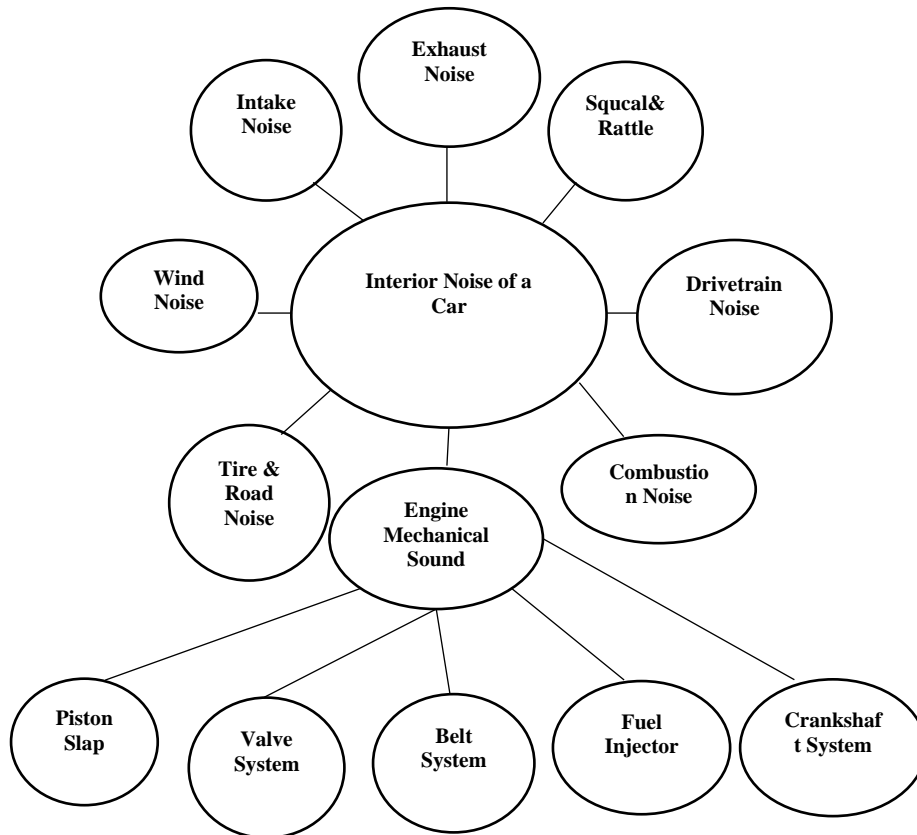 Exhaust
Noise
Intake
Noise
Squcal&
Rattle
Wind
Noise
Interior Noise of a
Car
Drivetrain
Noise
Tire &
Road
Noise
Engine
Mechanical
Sound
Combustio
n Noise
Piston
Slap
Valve
System
Belt
System
Fuel
Injector
Crankshaf
t System